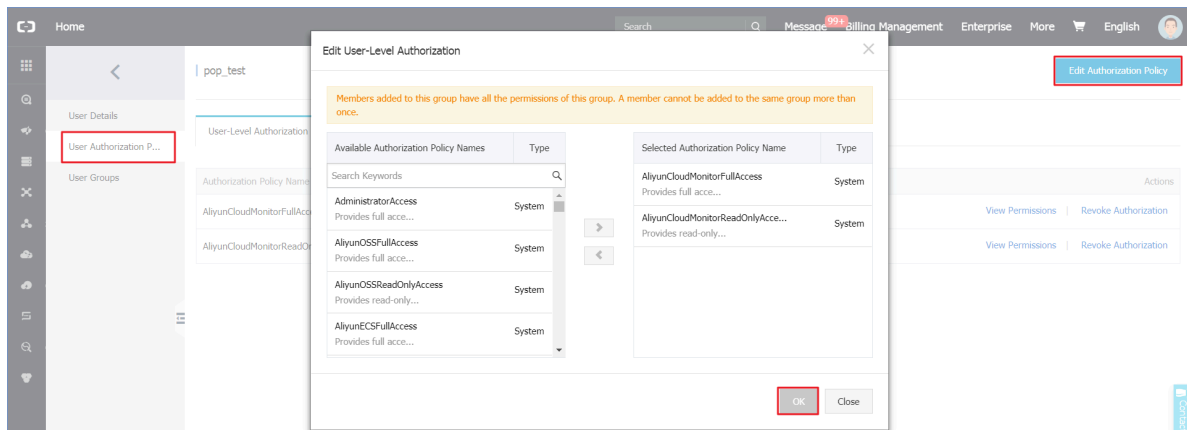 Home
Search
Message 99+ Billing Management Enterprise More English
Edit User-Level Authorization
pop_test
Edit Authorization Policy
Members added to this group have all the permissions of this group. A member cannot be added to the same group more than
once.
User Details
User-Level Authorization
User Authorization P...
User Groups
Available Authorization Policy Names Type
Selected Authorization Policy Name Type
Search Keywords
AdministratorAccess System
Provides full acce...
AliyunOSSFullAccess System
Provides full acce...
AliyunOSSReadOnlyAccess System
Provides read-only...
AliyunECSFullAccess System
Provides full acce...
AliyunCloudMonitorFullAccess System
Provides full acce...
AliyunCloudMonitorReadOnlyAcce... System
Provides read-only...
Authorization Policy Name Actions
AliyunCloudMonitorFullAcce View Permissions | Revoke Authorization
AliyunCloudMonitorReadOn View Permissions | Revoke Authorization
OK Close